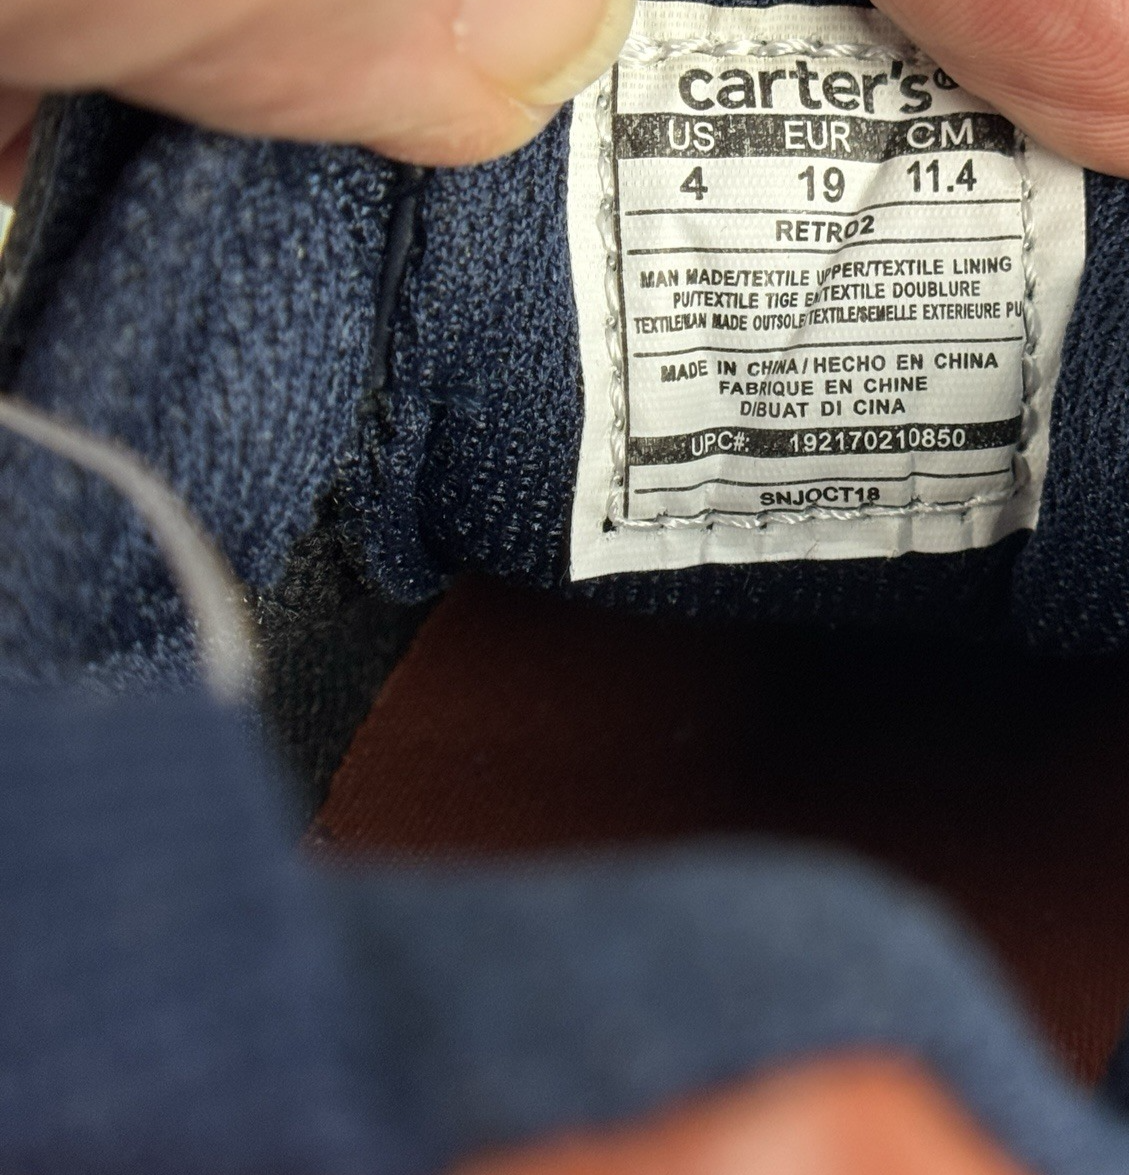 carter's®
US EUR CM
4 19 11.4
RETRO2
MAN MADE/TEXTILE UPPER/TEXTILE LINING
PU/TEXTILE TIGE EN/TEXTILE DOUBLURE
TEXTILE/MAN MADE OUTSOLE TEXTILE/SEMELLE EXTERIEURE PU
MADE IN CHINA / HECHO EN CHINA
FABRIQUE EN CHINE
DIBUAT DI CINA
UPC#: 192170210850
SNJOCT18